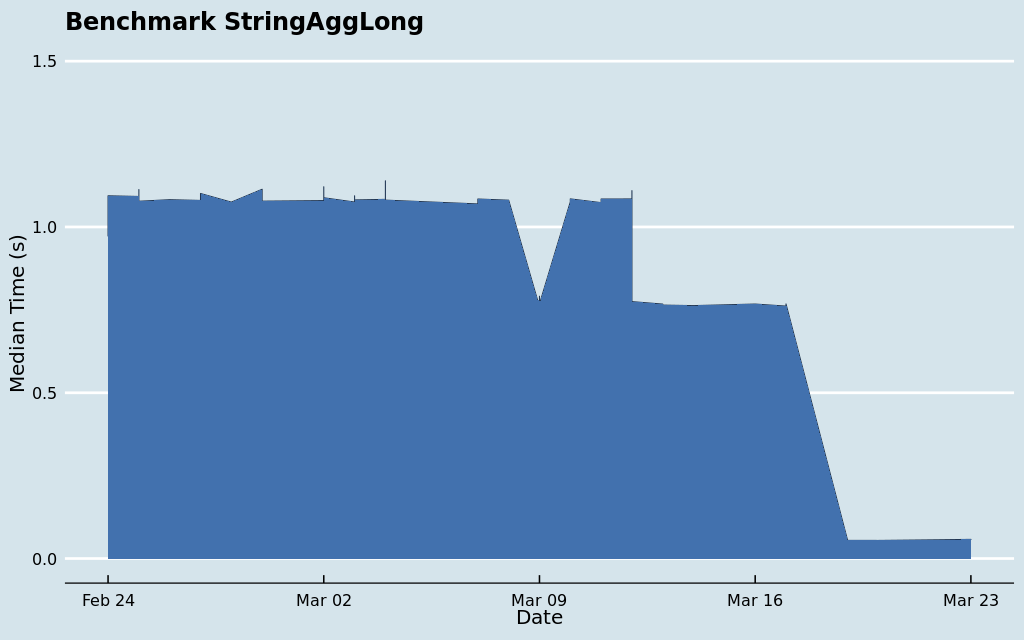 Benchmark StringAggLong
1.5
1.0
0.5
0.0
Median Time (s)
Feb 24 Mar 02 Mar 09 Mar 16 Mar 23
Date